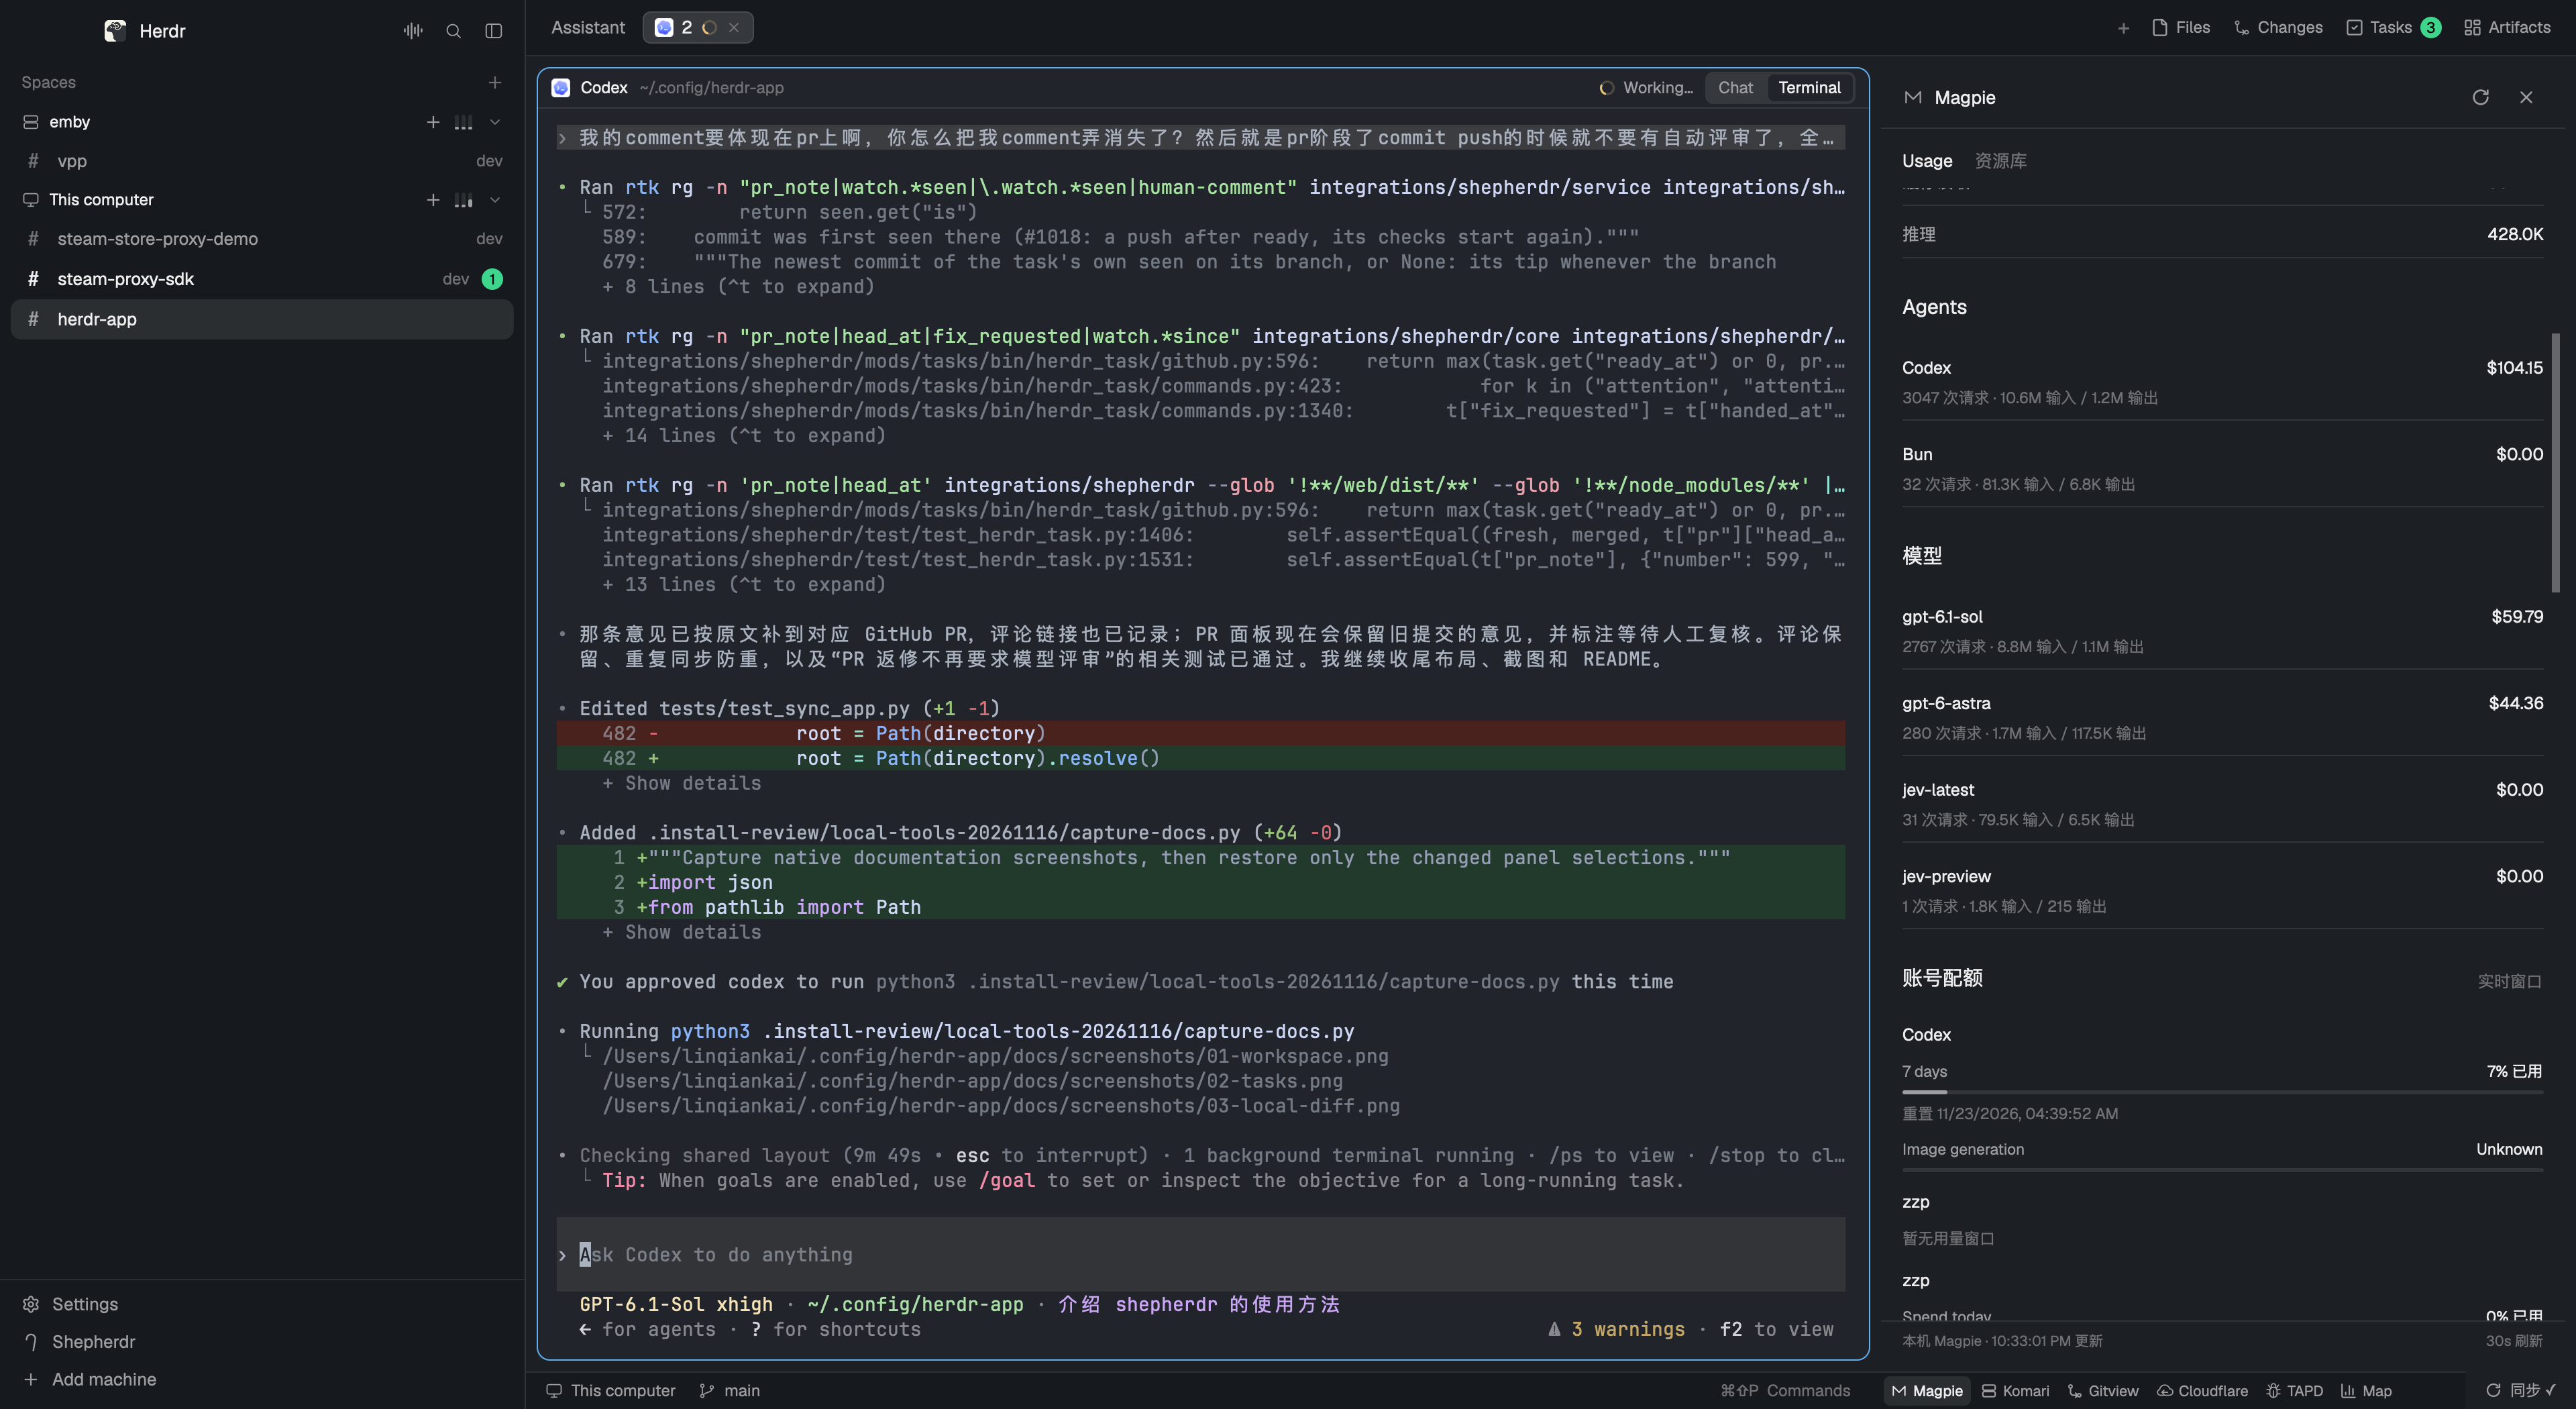 Herdr
Spaces
emby
# vpp dev
This computer
# steam-store-proxy-demo dev
# steam-proxy-sdk dev 1
# herdr-app
Settings
Shepherdr
Add machine
Assistant 2
Files Changes Tasks 3 Artifacts
Codex ~/.config/herdr-app Working… Chat Terminal
› 我的comment要体现在pr上啊，你怎么把我comment弄消失了？然后就是pr阶段了commit push的时候就不要有自动评审了，全…
• Ran rtk rg -n "pr_note|watch.*seen|\.watch.*seen|human-comment" integrations/shepherdr/service integrations/sh…
└ 572:        return seen.get("is")
589:    commit was first seen there (#1018: a push after ready, its checks start again)."""
679:    """The newest commit of the task's own seen on its branch, or None: its tip whenever the branch
+ 8 lines (^t to expand)
• Ran rtk rg -n "pr_note|head_at|fix_requested|watch.*since" integrations/shepherdr/core integrations/shepherdr/…
└ integrations/shepherdr/mods/tasks/bin/herdr_task/github.py:596:    return max(task.get("ready_at") or 0, pr.…
integrations/shepherdr/mods/tasks/bin/herdr_task/commands.py:423:            for k in ("attention", "attenti…
integrations/shepherdr/mods/tasks/bin/herdr_task/commands.py:1340:        t["fix_requested"] = t["handed_at"…
+ 14 lines (^t to expand)
• Ran rtk rg -n 'pr_note|head_at' integrations/shepherdr --glob '!**/web/dist/**' --glob '!**/node_modules/**' |…
└ integrations/shepherdr/mods/tasks/bin/herdr_task/github.py:596:    return max(task.get("ready_at") or 0, pr.…
integrations/shepherdr/test/test_herdr_task.py:1406:        self.assertEqual((fresh, merged, t["pr"]["head_a…
integrations/shepherdr/test/test_herdr_task.py:1531:        self.assertEqual(t["pr_note"], {"number": 599, "…
+ 13 lines (^t to expand)
• 那条意见已按原文补到对应 GitHub PR，评论链接也已记录；PR 面板现在会保留旧提交的意见，并标注等待人工复核。评论保
留、重复同步防重，以及“PR 返修不再要求模型评审”的相关测试已通过。我继续收尾布局、截图和 README。
• Edited tests/test_sync_app.py (+1 -1)
482 -            root = Path(directory)
482 +            root = Path(directory).resolve()
+ Show details
• Added .install-review/local-tools-20261116/capture-docs.py (+64 -0)
1 +"""Capture native documentation screenshots, then restore only the changed panel selections."""
2 +import json
3 +from pathlib import Path
+ Show details
✔ You approved codex to run python3 .install-review/local-tools-20261116/capture-docs.py this time
• Running python3 .install-review/local-tools-20261116/capture-docs.py
└ /Users/linqiankai/.config/herdr-app/docs/screenshots/01-workspace.png
/Users/linqiankai/.config/herdr-app/docs/screenshots/02-tasks.png
/Users/linqiankai/.config/herdr-app/docs/screenshots/03-local-diff.png
• Checking shared layout (9m 49s • esc to interrupt) · 1 background terminal running · /ps to view · /stop to cl…
└ Tip: When goals are enabled, use /goal to set or inspect the objective for a long-running task.
› Ask Codex to do anything
GPT-6.1-Sol xhigh · ~/.config/herdr-app · 介绍 shepherdr 的使用方法
← for agents · ? for shortcuts ⚠ 3 warnings · f2 to view
This computer main ⌘⇧P Commands
Magpie
Usage 资源库
推理 428.0K
Agents
Codex $104.15
3047 次请求 · 10.6M 输入 / 1.2M 输出
Bun $0.00
32 次请求 · 81.3K 输入 / 6.8K 输出
模型
gpt-6.1-sol $59.79
2767 次请求 · 8.8M 输入 / 1.1M 输出
gpt-6-astra $44.36
280 次请求 · 1.7M 输入 / 117.5K 输出
jev-latest $0.00
31 次请求 · 79.5K 输入 / 6.5K 输出
jev-preview $0.00
1 次请求 · 1.8K 输入 / 215 输出
账号配额 实时窗口
Codex
7 days 7% 已用
重置 11/23/2026, 04:39:52 AM
Image generation Unknown
zzp
暂无用量窗口
zzp
Spend today 0% 已用
本机 Magpie · 10:33:01 PM 更新 30s 刷新
Magpie Komari Gitview Cloudflare TAPD Map 同步 ✓